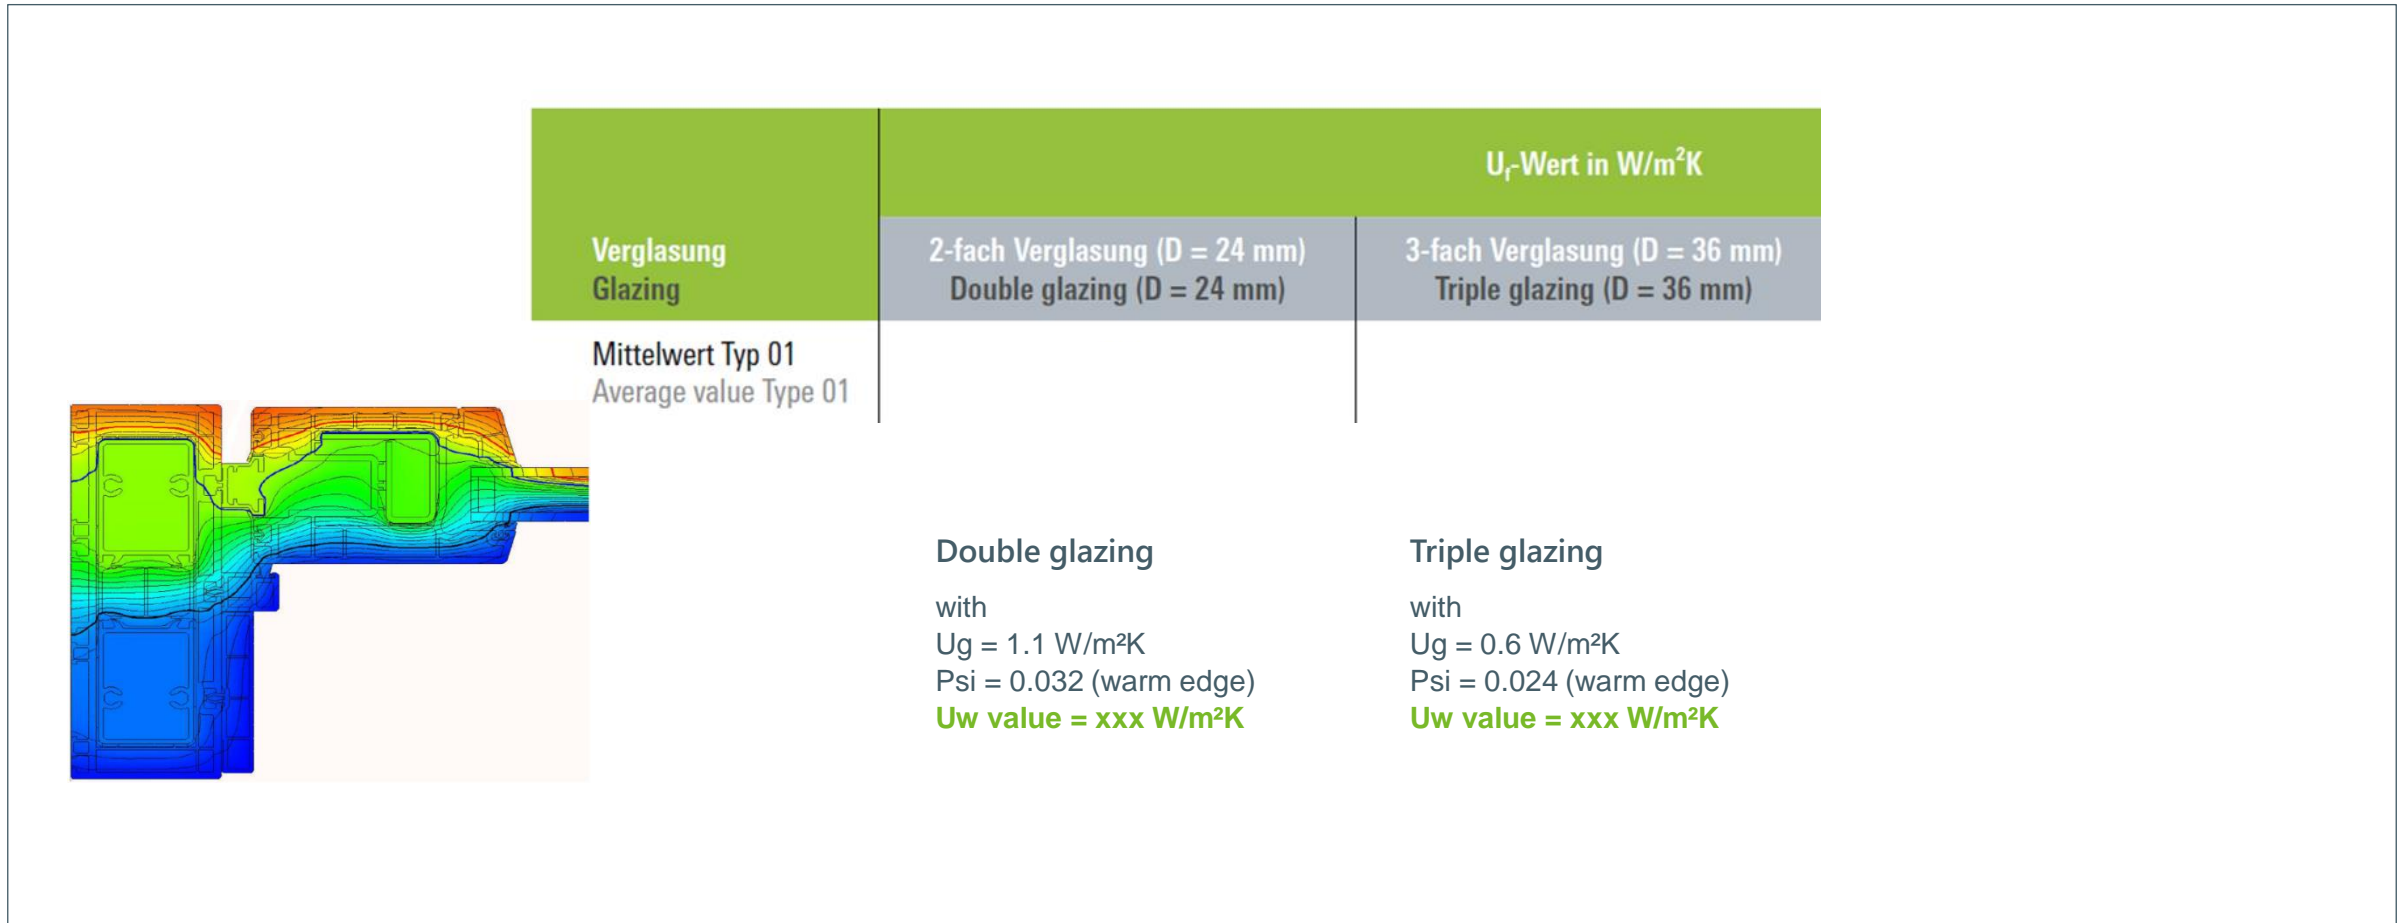 U_f-Wert in W/m²K
Verglasung
Glazing
2-fach Verglasung (D = 24 mm)
Double glazing (D = 24 mm)
3-fach Verglasung (D = 36 mm)
Triple glazing (D = 36 mm)
Mittelwert Typ 01
Average value Type 01
Double glazing
with
Ug = 1.1 W/m²K
Psi = 0.032 (warm edge)
Uw value = xxx W/m²K
Triple glazing
with
Ug = 0.6 W/m²K
Psi = 0.024 (warm edge)
Uw value = xxx W/m²K